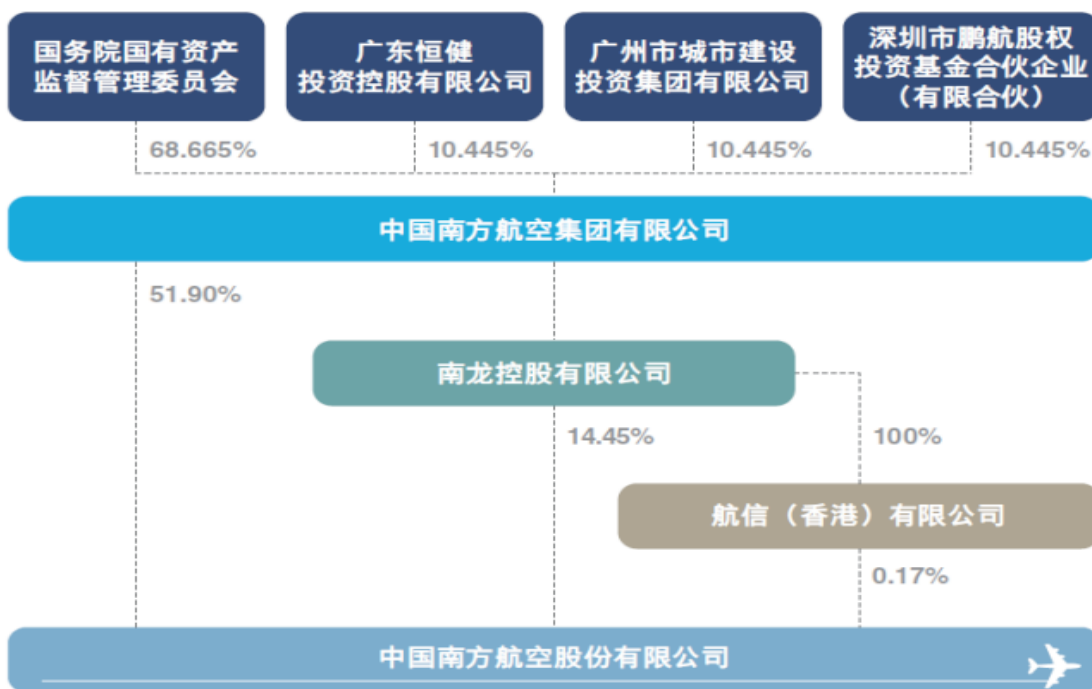 国务院国有资产
监督管理委员会
广东恒健
投资控股有限公司
广州市城市建设
投资集团有限公司
深圳市鹏航股权
投资基金合伙企业
（有限合伙）
68.665%
10.445%
10.445%
10.445%
中国南方航空集团有限公司
51.90%
南龙控股有限公司
14.45%
100%
航信（香港）有限公司
0.17%
中国南方航空股份有限公司